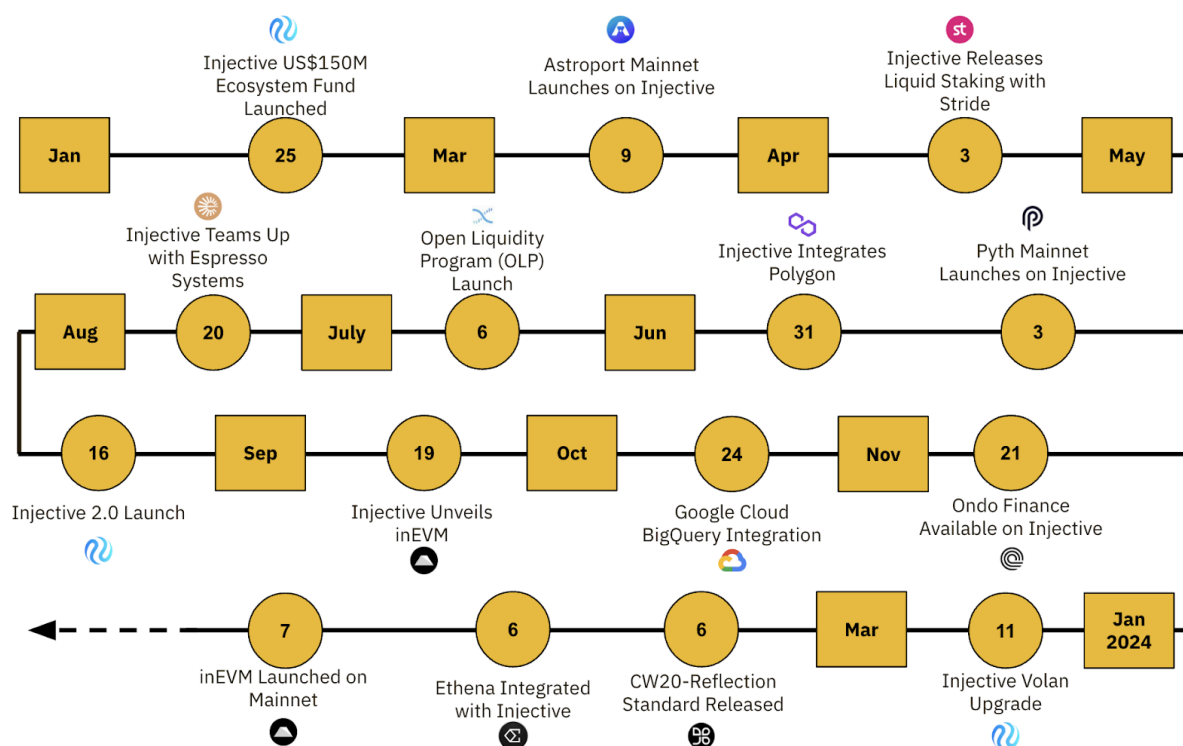 Injective US$150M
Ecosystem Fund
Launched
Astroport Mainnet
Launches on Injective
st
Injective Releases
Liquid Staking with
Stride
Jan
25
Mar
9
Apr
3
May
Injective Teams Up
with Espresso
Systems
Open Liquidity
Program (OLP)
Launch
Injective Integrates
Polygon
Pyth Mainnet
Launches on Injective
Aug
20
July
6
Jun
31
3
16
Sep
19
Oct
24
Nov
21
Injective 2.0 Launch
Injective Unveils
inEVM
Google Cloud
BigQuery Integration
Ondo Finance
Available on Injective
7
6
6
Mar
11
Jan
2024
inEVM Launched on
Mainnet
Ethena Integrated
with Injective
CW20-Reflection
Standard Released
Injective Volan
Upgrade